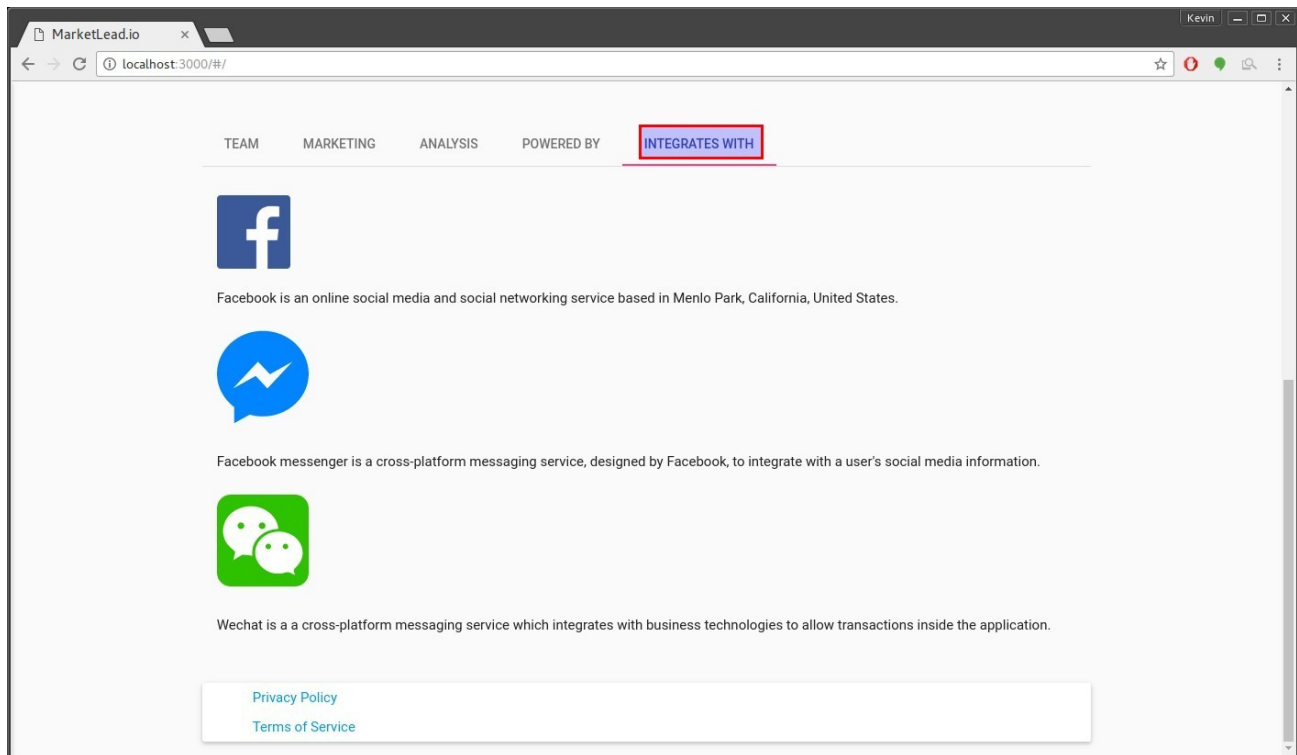 Kevin
MarketLead.io
localhost:3000/#/
TEAM MARKETING ANALYSIS POWERED BY INTEGRATES WITH
Facebook is an online social media and social networking service based in Menlo Park, California, United States.
Facebook messenger is a cross-platform messaging service, designed by Facebook, to integrate with a user's social media information.
Wechat is a a cross-platform messaging service which integrates with business technologies to allow transactions inside the application.
Privacy Policy
Terms of Service